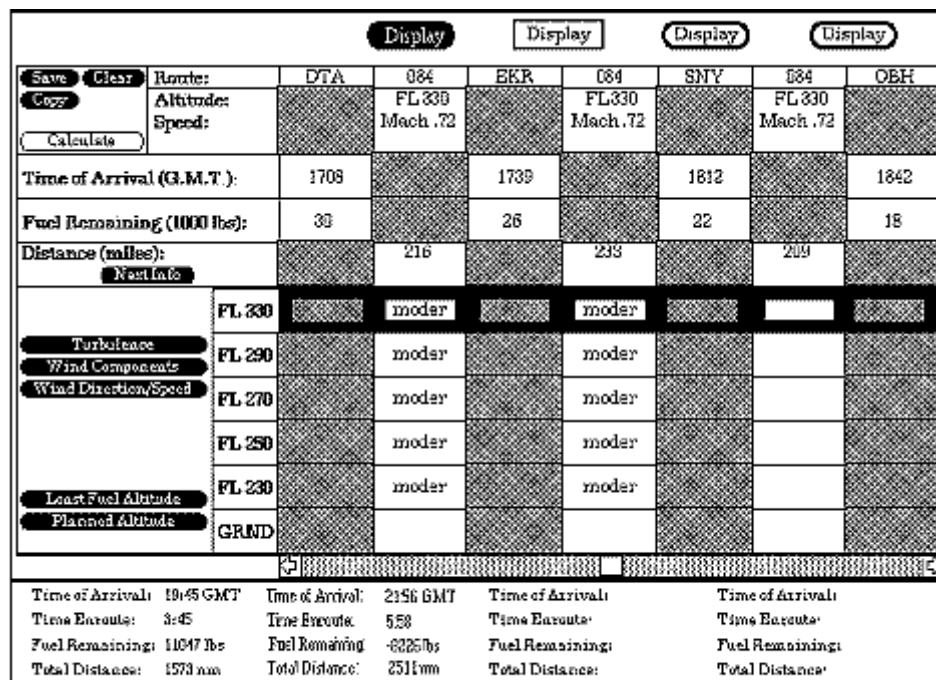 Display Display Display Display
Save Clear Route: DTA 084 EKR 084 SNY 084 OBH
Copy Altitude: FL 330 FL330 FL 330
Speed: Mach .72 Mach .72 Mach .72
Calculate
Time of Arrival (G.M.T.): 1708 1739 1812 1842
Fuel Remaining (1000 lbs): 30 26 22 18
Distance (miles): 216 233 209
Next Info
FL 330 moder moder
Turbulence
FL 290 moder moder
Wind Components
Wind Direction/Speed
FL 270 moder moder
FL 250 moder moder
FL 230 moder moder
Least Fuel Altitude
Planned Altitude
GRND
Time of Arrival: 19:45 GMT Time of Arrival: 21:56 GMT Time of Arrival: Time of Arrival:
Time Enroute: 3:45 Time Enroute: 5:58 Time Enroute: Time Enroute:
Fuel Remaining: 11047 lbs Fuel Remaining: -8226 lbs Fuel Remaining: Fuel Remaining:
Total Distance: 1573 nm Total Distance: 2511 nm Total Distance: Total Distance: